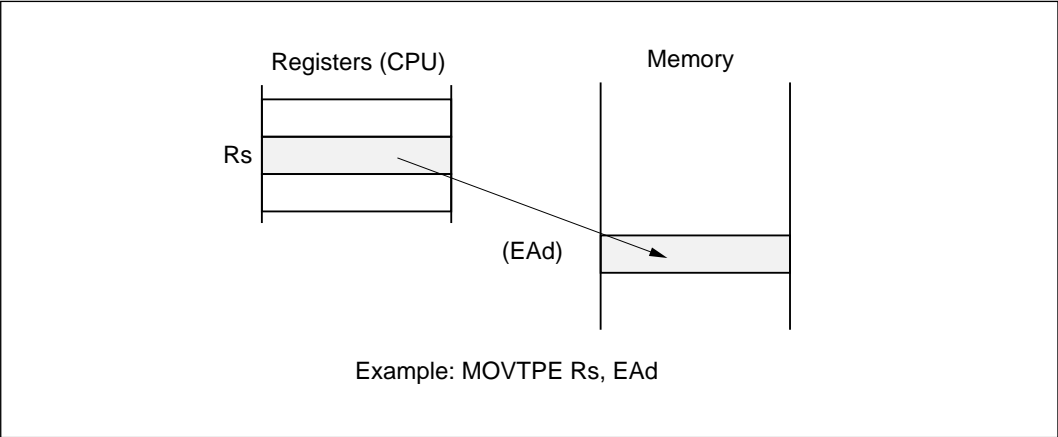 Registers (CPU)
Memory
Rs
(EAd)
Example: MOVTPE Rs, EAd